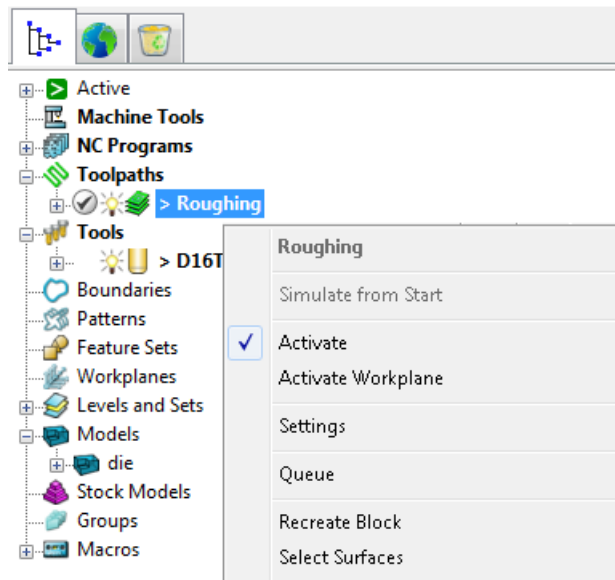 Active
Machine Tools
NC Programs
Toolpaths
> Roughing
Tools
> D16T
Boundaries
Patterns
Feature Sets
Workplanes
Levels and Sets
Models
die
Stock Models
Groups
Macros
Roughing
Simulate from Start
Activate
Activate Workplane
Settings
Queue
Recreate Block
Select Surfaces